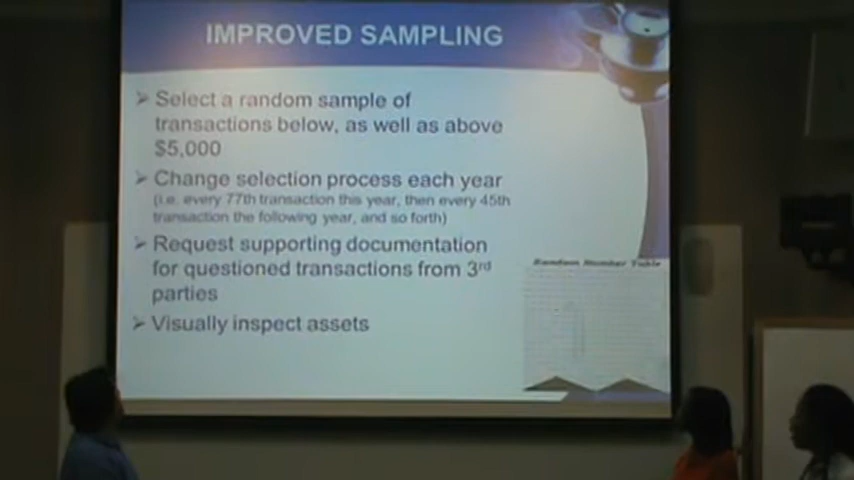 IMPROVED SAMPLING
➢ Select a random sample of
transactions below, as well as above
$5,000
➢ Change selection process each year
(i.e. every 77th transaction this year, then every 45th
transaction the following year, and so forth)
➢ Request supporting documentation
for questioned transactions from 3rd
parties
➢ Visually inspect assets
Random Number Table